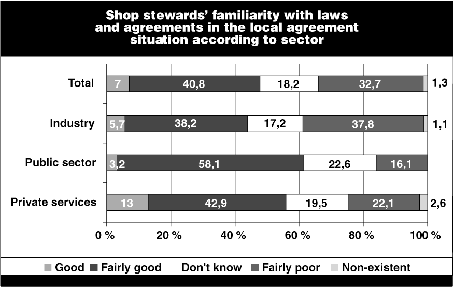 Shop stewards' familiarity with laws
and agreements in the local agreement
situation according to sector
Total 7 40,8 18,2 32,7 1,3
Industry 5,7 38,2 17,2 37,8 1,1
Public sector 3,2 58,1 22,6 16,1
Private services 13 42,9 19,5 22,1 2,6
0 % 20 % 40 % 60 % 80 % 100 %
Good Fairly good Don't know Fairly poor Non-existent